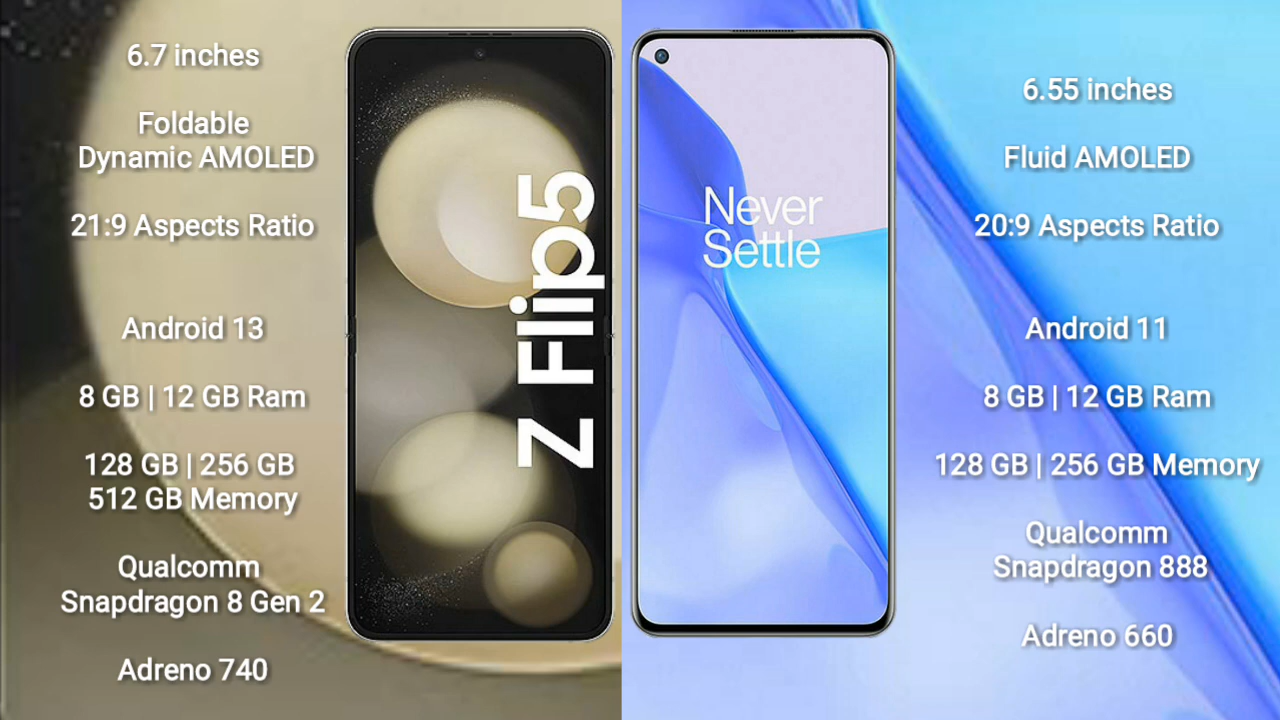 6.7 inches
Foldable
Dynamic AMOLED
21:9 Aspects Ratio
Android 13
8 GB | 12 GB Ram
128 GB | 256 GB
512 GB Memory
Qualcomm
Snapdragon 8 Gen 2
Adreno 740
Z Flip5
Never
Settle
6.55 inches
Fluid AMOLED
20:9 Aspects Ratio
Android 11
8 GB | 12 GB Ram
128 GB | 256 GB Memory
Qualcomm
Snapdragon 888
Adreno 660